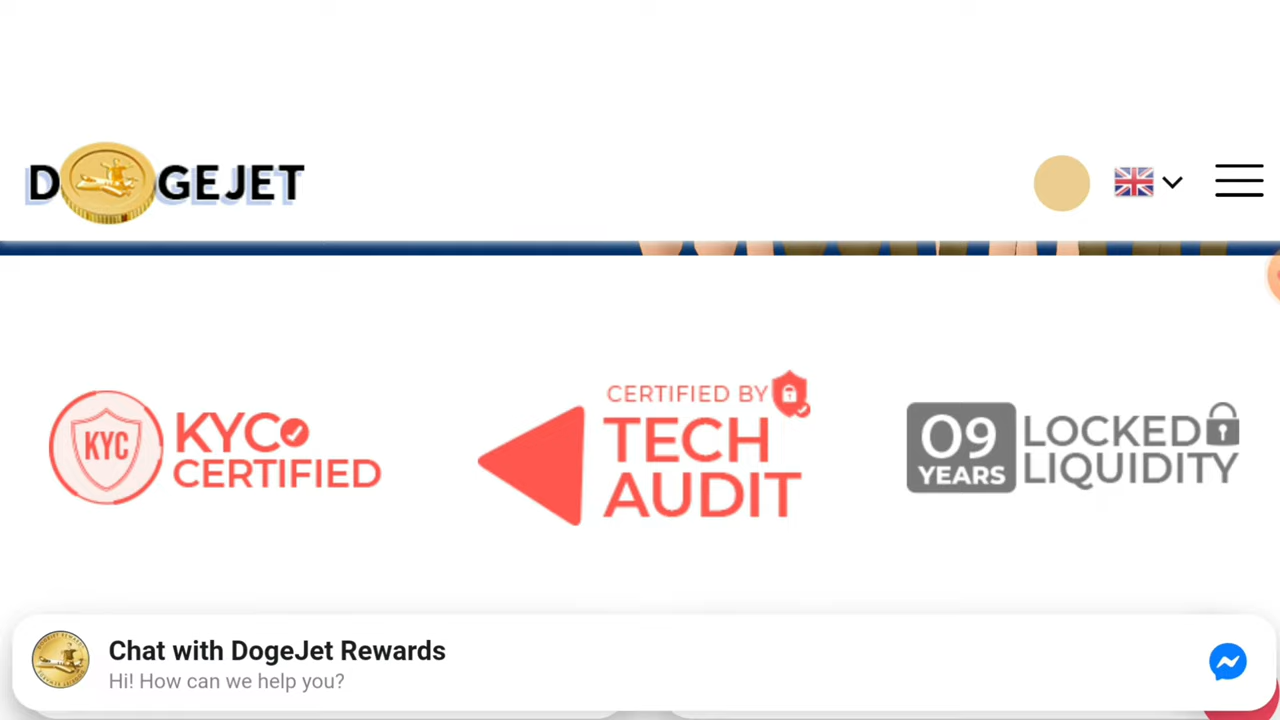 DOGEJET
KYC
KYC
CERTIFIED
CERTIFIED BY
TECH
AUDIT
09
YEARS
LOCKED
LIQUIDITY
Chat with DogeJet Rewards
Hi! How can we help you?